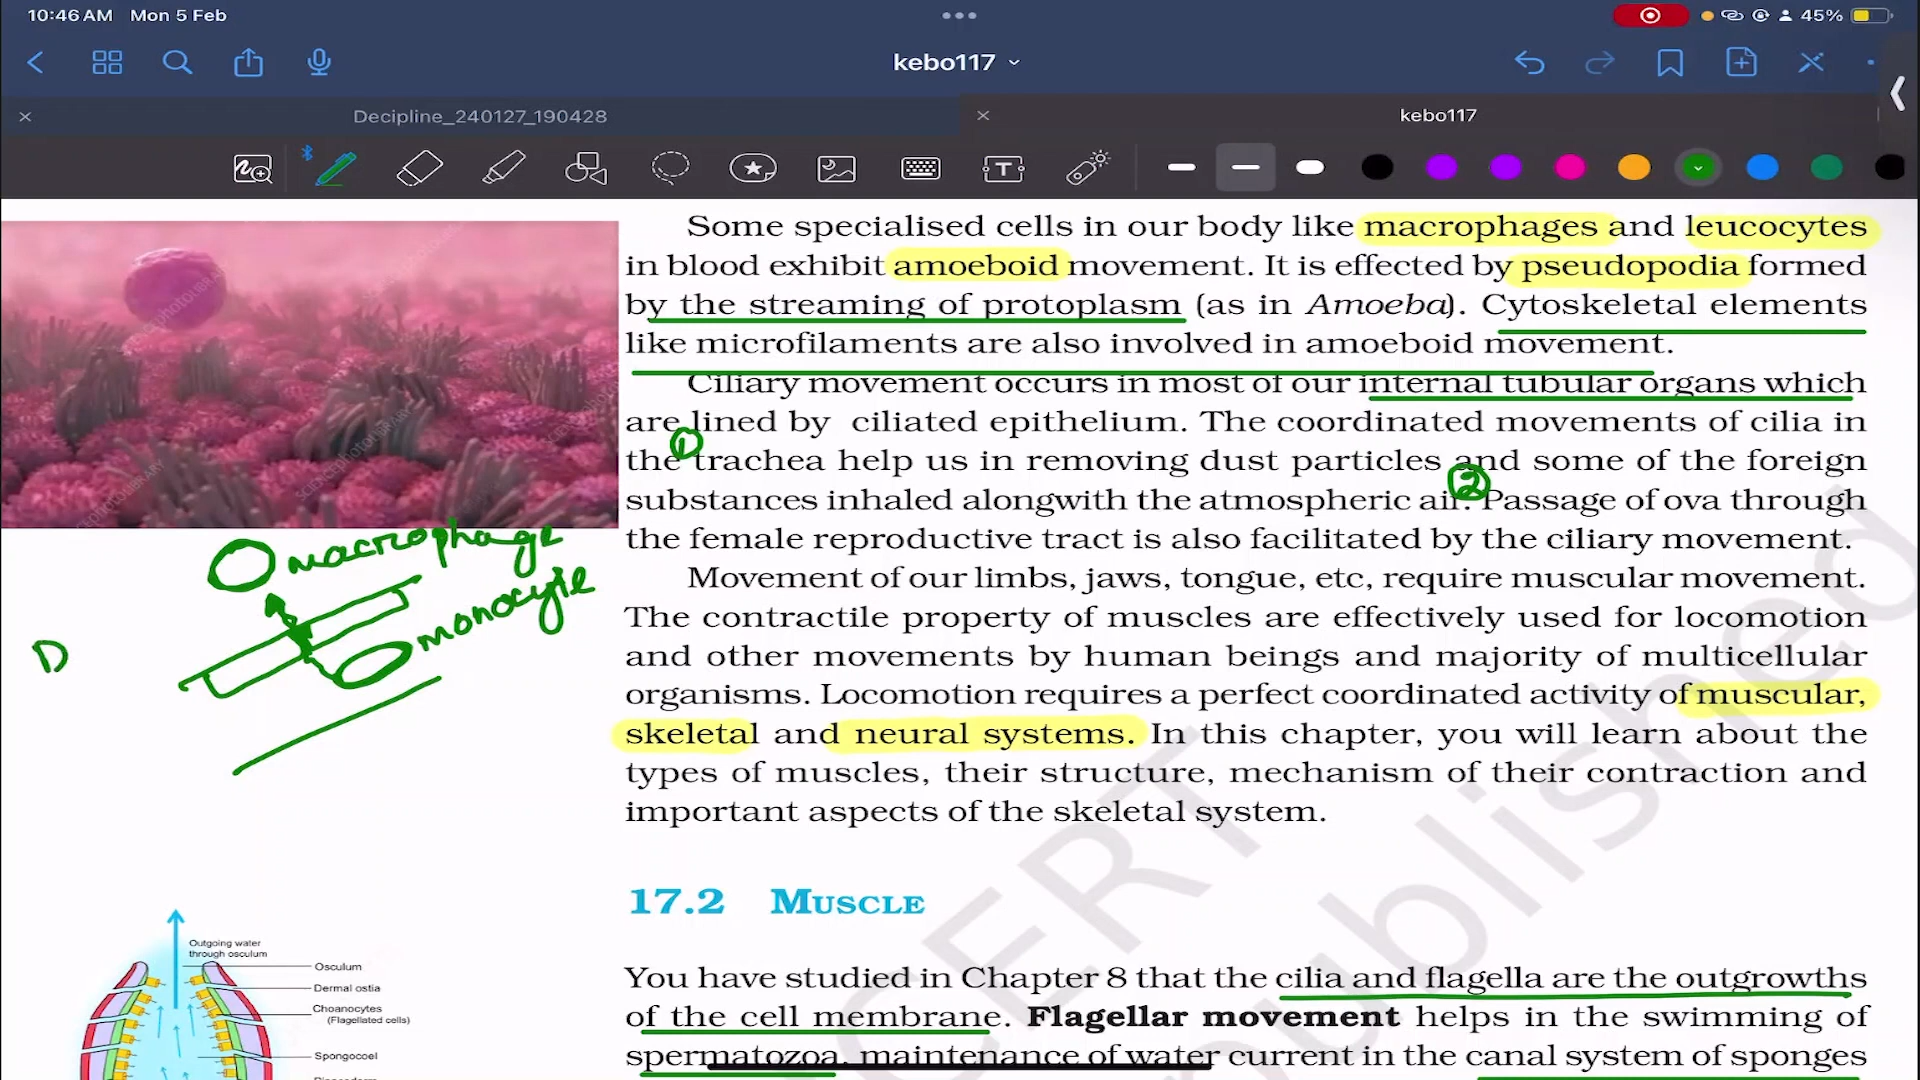 10:46 AM Mon 5 Feb
45%
kebo117
Decipline_240127_190428
kebo117
Some specialised cells in our body like macrophages and leucocytes
in blood exhibit amoeboid movement. It is effected by pseudopodia formed
by the streaming of protoplasm (as in Amoeba). Cytoskeletal elements
like microfilaments are also involved in amoeboid movement.
Ciliary movement occurs in most of our internal tubular organs which
are lined by ciliated epithelium. The coordinated movements of cilia in
1
the trachea help us in removing dust particles and some of the foreign
2
substances inhaled alongwith the atmospheric air. Passage of ova through
the female reproductive tract is also facilitated by the ciliary movement.
Movement of our limbs, jaws, tongue, etc, require muscular movement.
The contractile property of muscles are effectively used for locomotion
and other movements by human beings and majority of multicellular
organisms. Locomotion requires a perfect coordinated activity of muscular,
skeletal and neural systems. In this chapter, you will learn about the
types of muscles, their structure, mechanism of their contraction and
important aspects of the skeletal system.
macrophage
monocyte
D
17.2 MUSCLE
You have studied in Chapter 8 that the cilia and flagella are the outgrowths
of the cell membrane. Flagellar movement helps in the swimming of
spermatozoa, maintenance of water current in the canal system of sponges
Outgoing water
through osculum
Osculum
Dermal ostia
Choanocytes
(Flagellated cells)
Spongocoel
NCERT
SCIENCEPHOTOLIBRARY